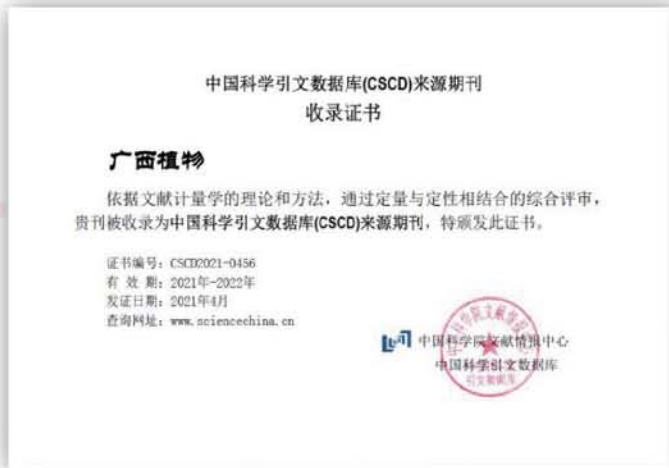 中国科学引文数据库(CSCD)来源期刊
收录证书
广西植物
依据文献计量学的理论和方法，通过定量与定性相结合的综合评审，
贵刊被收录为中国科学引文数据库(CSCD)来源期刊，特颁发此证书。
证书编号：CSCD2021-0456
有 效 期：2021年-2022年
发证日期：2021年4月
查询网址：www.sciencechina.cn
中国科学院文献情报中心
中国科学引文数据库